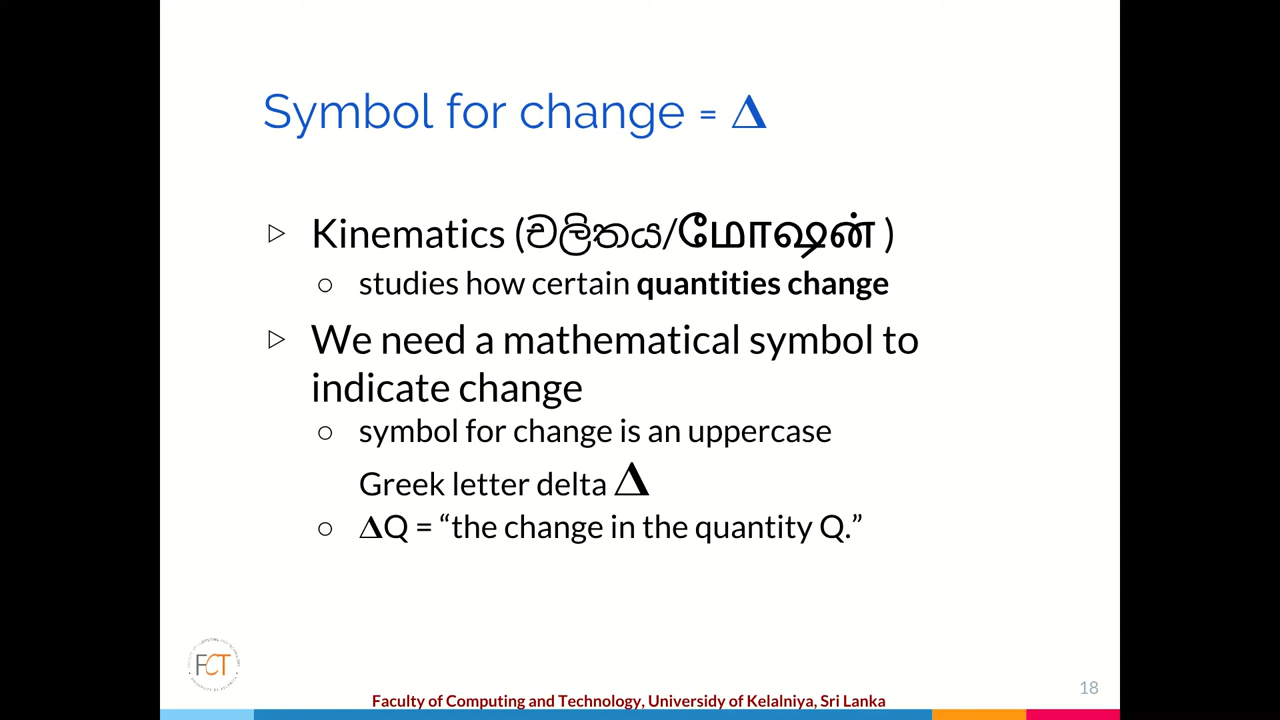 Symbol for change = Δ
▷ Kinematics (චලිතය/மோஷன் )
○ studies how certain quantities change
▷ We need a mathematical symbol to
indicate change
○ symbol for change is an uppercase
Greek letter delta Δ
○ ΔQ = “the change in the quantity Q.”
FCT
18
Faculty of Computing and Technology, Universidy of Kelalniya, Sri Lanka